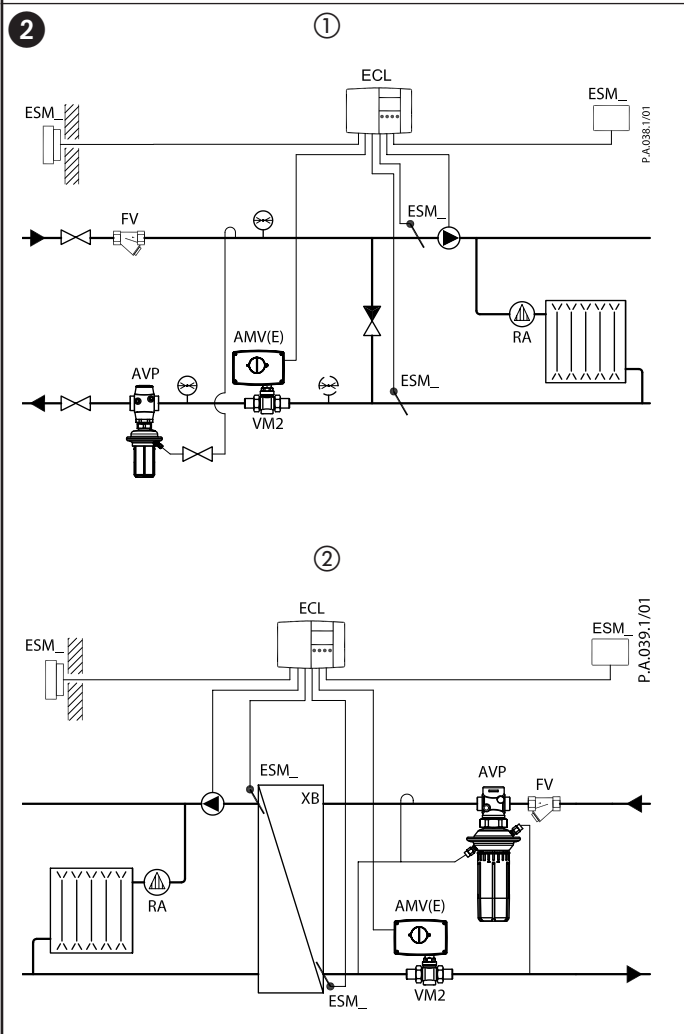 2
①
ECL
ESM_
ESM_
P.A.038.1/01
FV
ESM_
AMV(E)
RA
AVP
ESM_
VM2
②
ECL
ESM_
ESM_
P.A.039.1/01
ESM_
XB
AVP
FV
RA
AMV(E)
ESM_
VM2